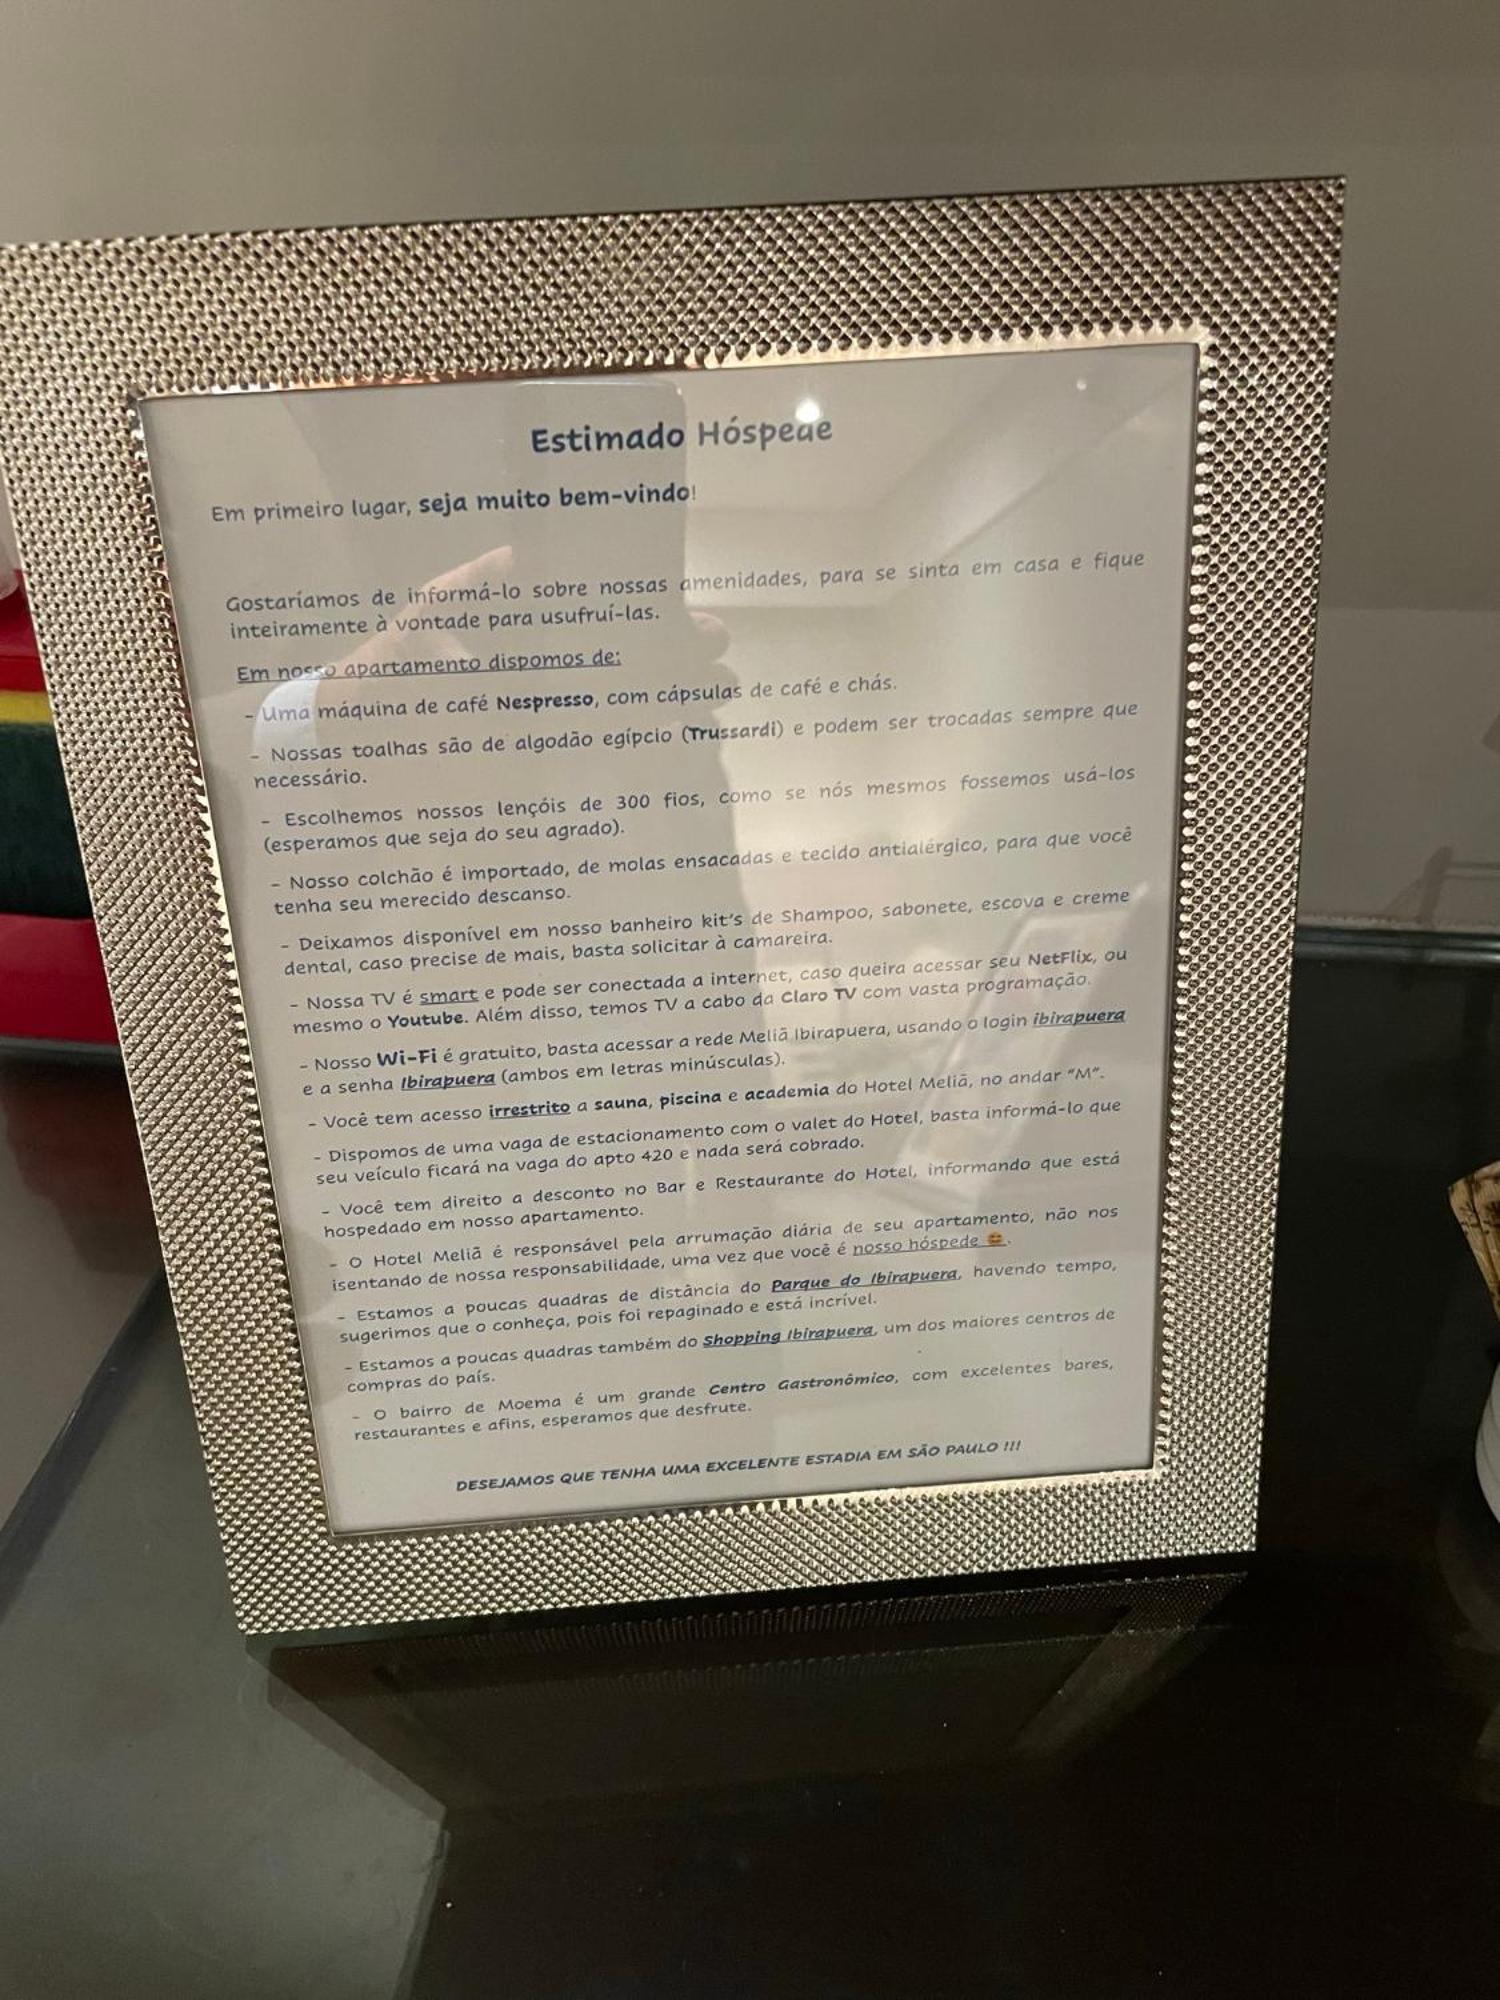 Estimado Hóspede
Em primeiro lugar, seja muito bem-vindo!
Gostaríamos de informá-lo sobre nossas amenidades, para se sinta em casa e fique
inteiramente à vontade para usufruí-las.
Em nosso apartamento dispomos de:
- Uma máquina de café Nespresso, com cápsulas de café e chás.
- Nossas toalhas são de algodão egípcio (Trussardi) e podem ser trocadas sempre que
necessário.
- Escolhemos nossos lençóis de 300 fios, como se nós mesmos fossemos usá-los
(esperamos que seja do seu agrado).
- Nosso colchão é importado, de molas ensacadas e tecido antialérgico, para que você
tenha seu merecido descanso.
- Deixamos disponível em nosso banheiro kit's de Shampoo, sabonete, escova e creme
dental, caso precise de mais, basta solicitar à camareira.
- Nossa TV é smart e pode ser conectada a internet, caso queira acessar seu NetFlix, ou
mesmo o Youtube. Além disso, temos TV a cabo da Claro TV com vasta programação.
- Nosso Wi-Fi é gratuito, basta acessar a rede Meliã Ibirapuera, usando o login ibirapuera
e a senha Ibirapuera (ambos em letras minúsculas).
- Você tem acesso irrestrito a sauna, piscina e academia do Hotel Meliã, no andar "M".
- Dispomos de uma vaga de estacionamento com o valet do Hotel, basta informá-lo que
seu veículo ficará na vaga do apto 420 e nada será cobrado.
- Você tem direito a desconto no Bar e Restaurante do Hotel, informando que está
hospedado em nosso apartamento.
- O Hotel Meliã é responsável pela arrumação diária de seu apartamento, não nos
isentando de nossa responsabilidade, uma vez que você é nosso hóspede 😊.
- Estamos a poucas quadras de distância do Parque do Ibirapuera, havendo tempo,
sugerimos que o conheça, pois foi repaginado e está incrível.
- Estamos a poucas quadras também do Shopping Ibirapuera, um dos maiores centros de
compras do país.
- O bairro de Moema é um grande Centro Gastronômico, com excelentes bares,
restaurantes e afins, esperamos que desfrute.
DESEJAMOS QUE TENHA UMA EXCELENTE ESTADIA EM SÃO PAULO !!!